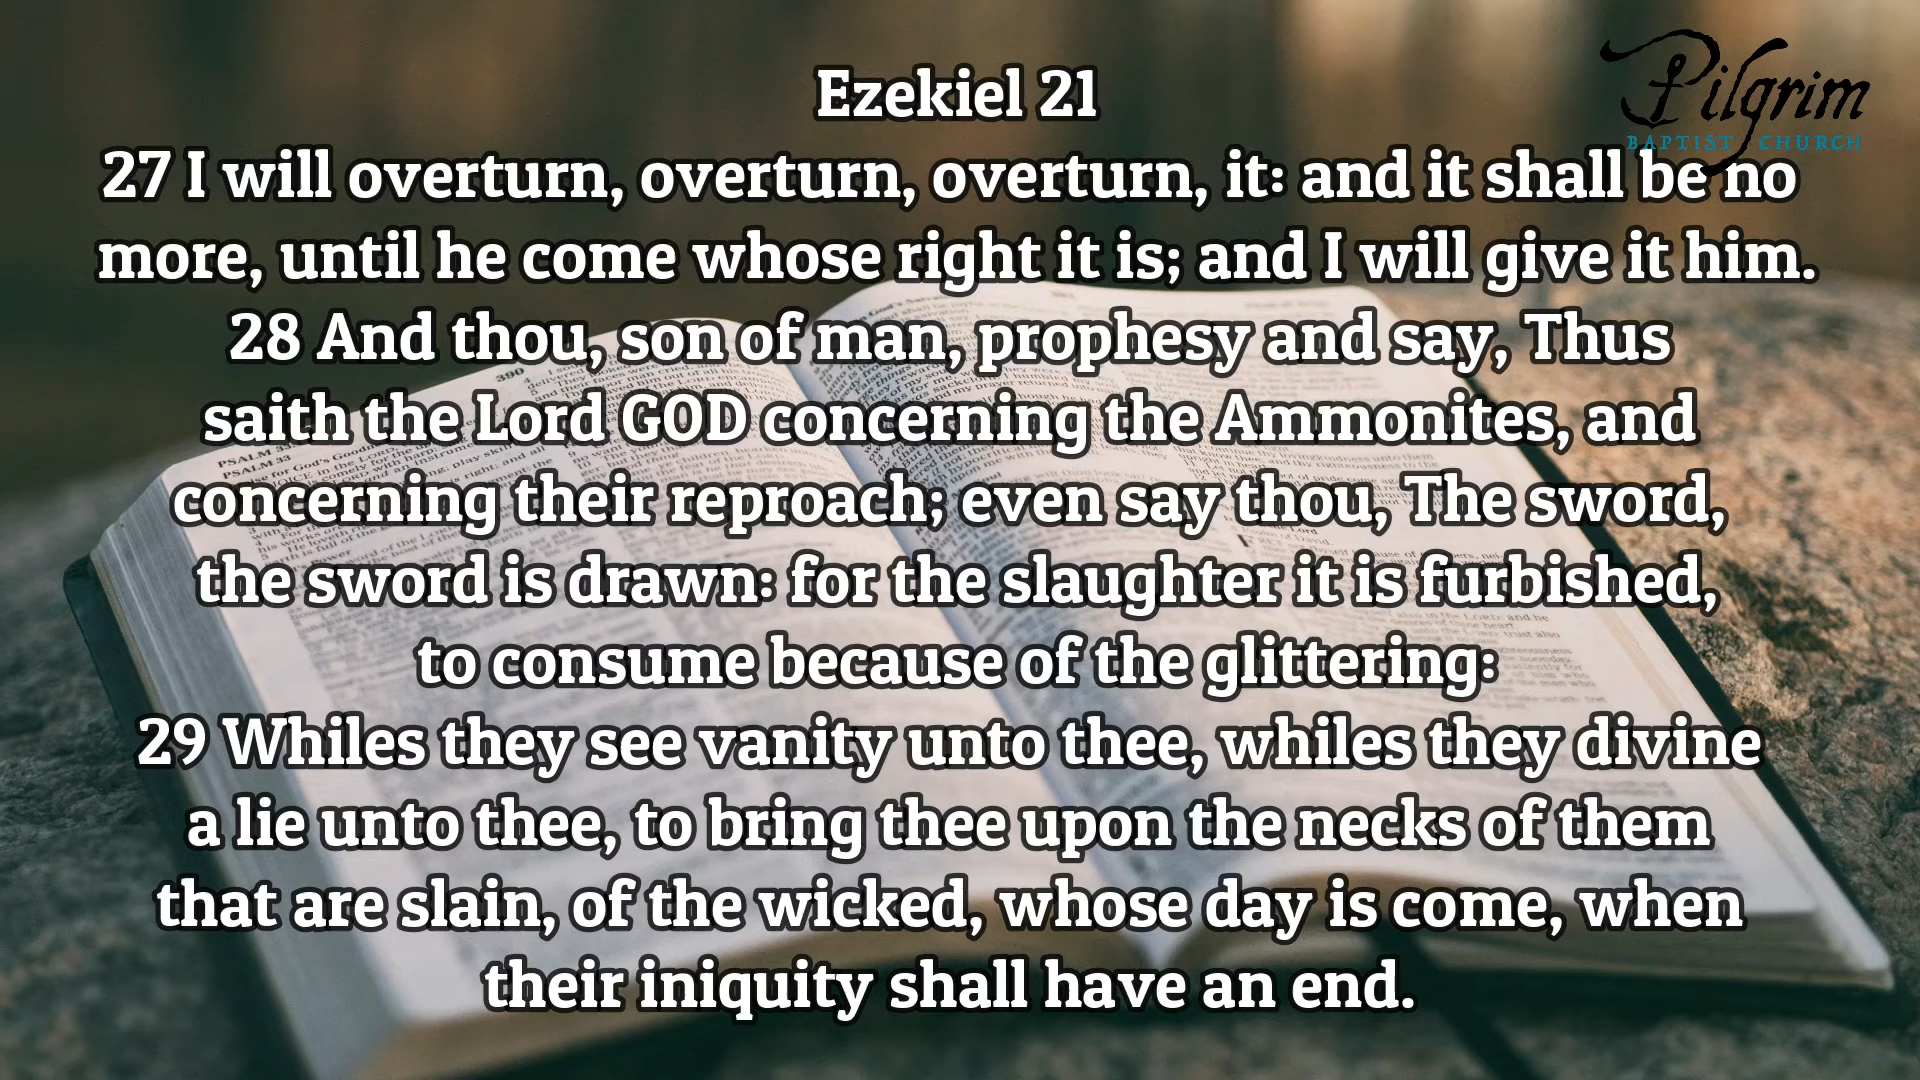 Pilgrim
BAPTIST CHURCH
Ezekiel 21
27 I will overturn, overturn, overturn, it: and it shall be no
more, until he come whose right it is; and I will give it him.
28 And thou, son of man, prophesy and say, Thus
saith the Lord GOD concerning the Ammonites, and
concerning their reproach; even say thou, The sword,
the sword is drawn: for the slaughter it is furbished,
to consume because of the glittering:
29 Whiles they see vanity unto thee, whiles they divine
a lie unto thee, to bring thee upon the necks of them
that are slain, of the wicked, whose day is come, when
their iniquity shall have an end.
390
PSALM 33